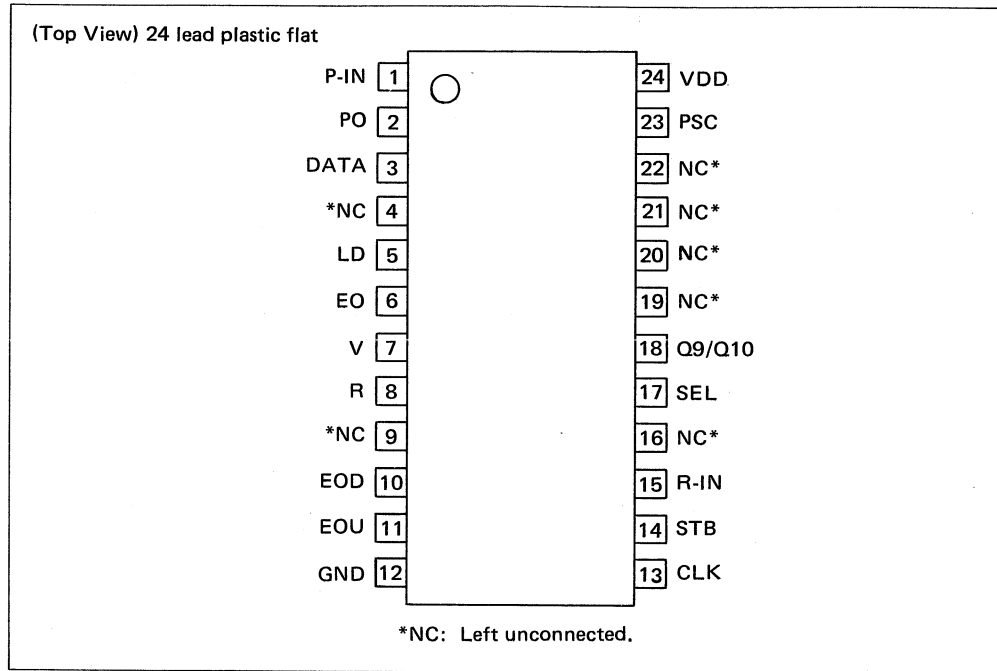 (Top View) 24 lead plastic flat
P-IN 1
24 VDD
PO 2
23 PSC
DATA 3
22 NC*
*NC 4
21 NC*
LD 5
20 NC*
EO 6
19 NC*
V 7
18 Q9/Q10
R 8
17 SEL
*NC 9
16 NC*
EOD 10
15 R-IN
EOU 11
14 STB
GND 12
13 CLK
*NC: Left unconnected.